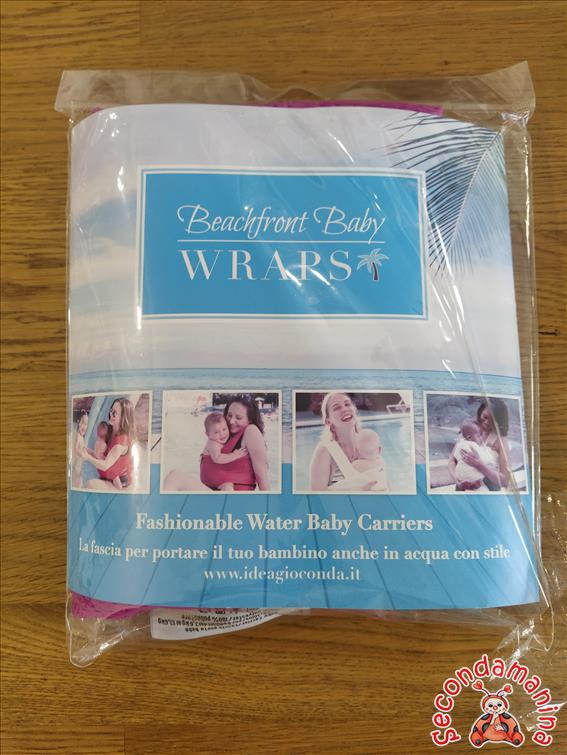 Beachfront Baby
WRAPS
Fashionable Water Baby Carriers
La fascia per portare il tuo bambino anche in acqua con stile
www.ideagioconda.it
Secondamanina